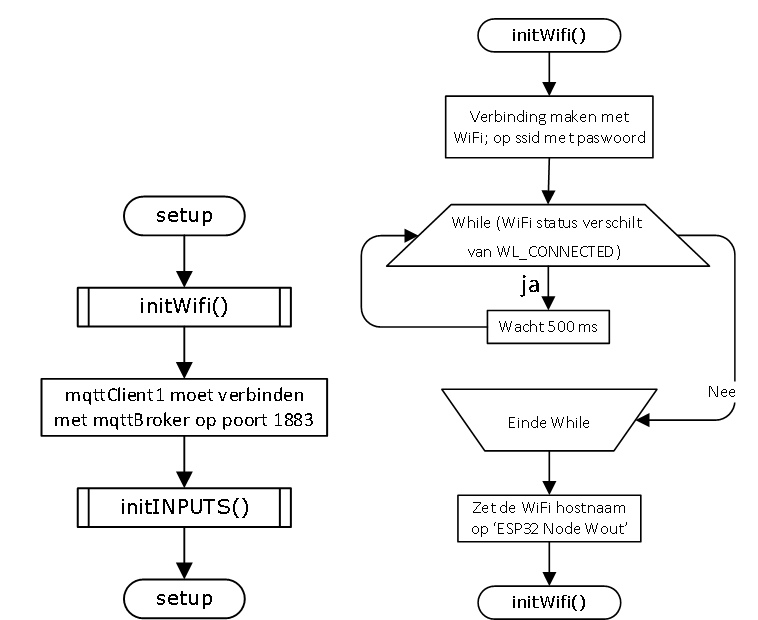 setup
initWifi()
mqttClient1 moet verbinden
met mqttBroker op poort 1883
initINPUTS()
setup
initWifi()
Verbinding maken met
WiFi; op ssid met paswoord
While (WiFi status verschilt
van WL_CONNECTED)
ja
Wacht 500 ms
Nee
Einde While
Zet de WiFi hostnaam
op ‘ESP32 Node Wout’
initWifi()